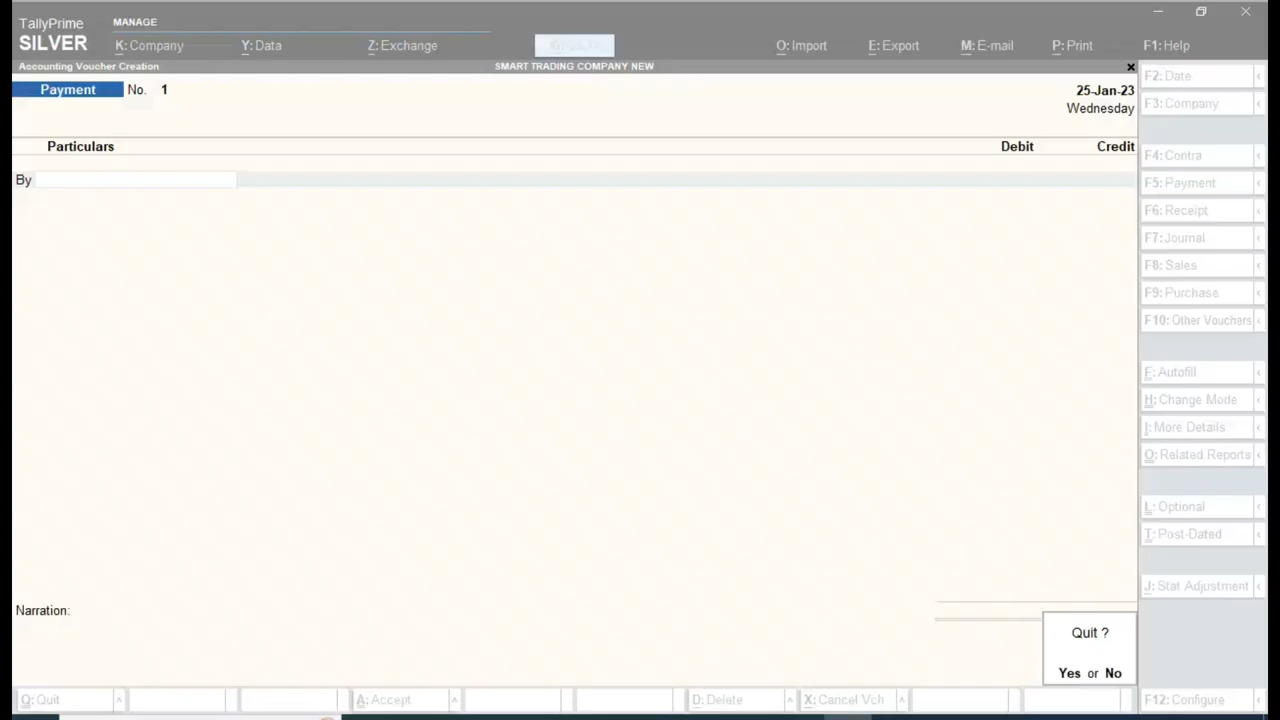 TallyPrime
SILVER
MANAGE
K: Company
Y: Data
Z: Exchange
O: Import
E: Export
M: E-mail
P: Print
F1: Help
Accounting Voucher Creation
SMART TRADING COMPANY NEW
Payment No. 1
25-Jan-23
Wednesday
Particulars
Debit
Credit
By
Narration:
Quit ?
Yes or No
F2: Date
F3: Company
F4: Contra
F5: Payment
F6: Receipt
F7: Journal
F8: Sales
F9: Purchase
F10: Other Vouchers
F: Autofill
H: Change Mode
I: More Details
O: Related Reports
L: Optional
T: Post-Dated
J: Stat Adjustment
Q: Quit
A: Accept
D: Delete
X: Cancel Vch
F12: Configure